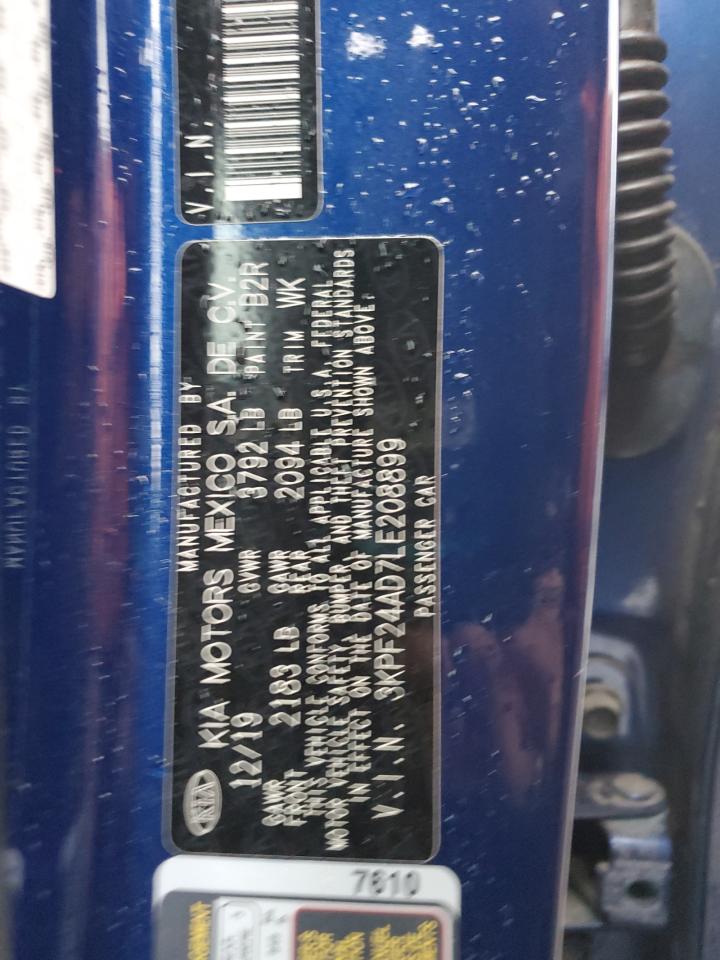 V.I.N.
MANUFACTURED BY
KIA KIA MOTORS MEXICO S.A. DE C.V.
12/19 GVWR 3792 LB PAINT B2R
GAWR FRONT 2183 LB GAWR REAR 2094 LB TRIM WK
THIS VEHICLE CONFORMS TO ALL APPLICABLE U.S.A. FEDERAL
MOTOR VEHICLE SAFETY, BUMPER, AND THEFT PREVENTION STANDARDS
IN EFFECT ON THE DATE OF MANUFACTURE SHOWN ABOVE.
V.I.N. 3KPF24AD7LE208899
PASSENGER CAR
7610